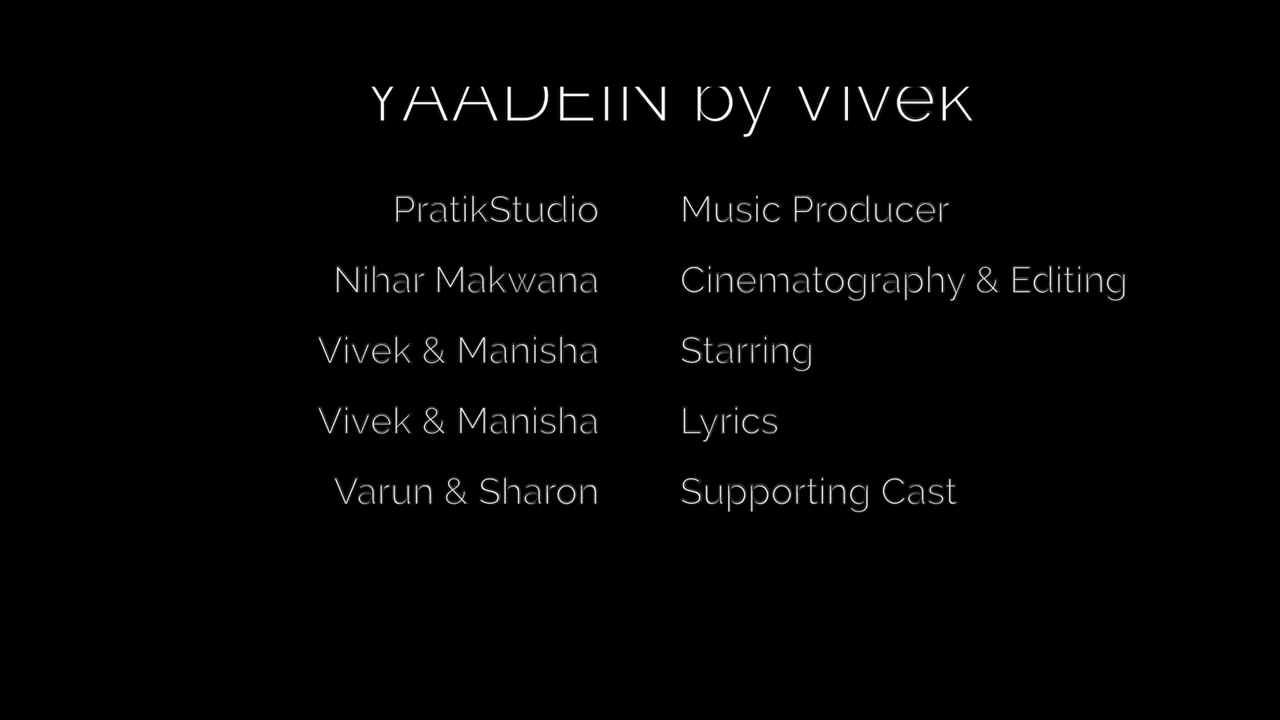 YAADEIN by Vivek
PratikStudio Music Producer
Nihar Makwana Cinematography & Editing
Vivek & Manisha Starring
Vivek & Manisha Lyrics
Varun & Sharon Supporting Cast